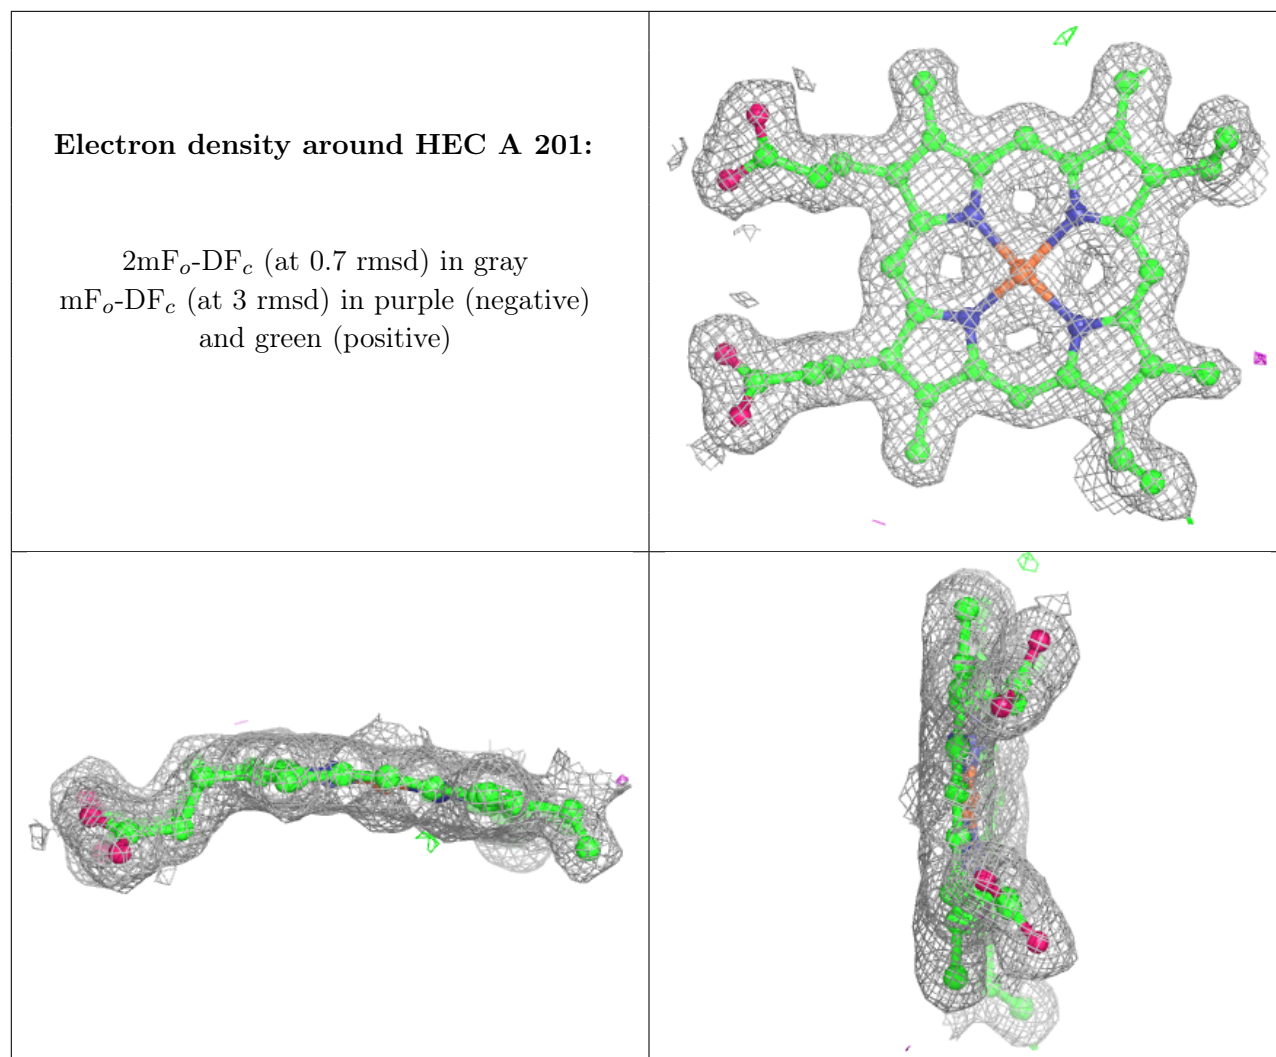 Electron density around HEC A 201:
2mFo-DFc (at 0.7 rmsd) in gray
mFo-DFc (at 3 rmsd) in purple (negative)
and green (positive)